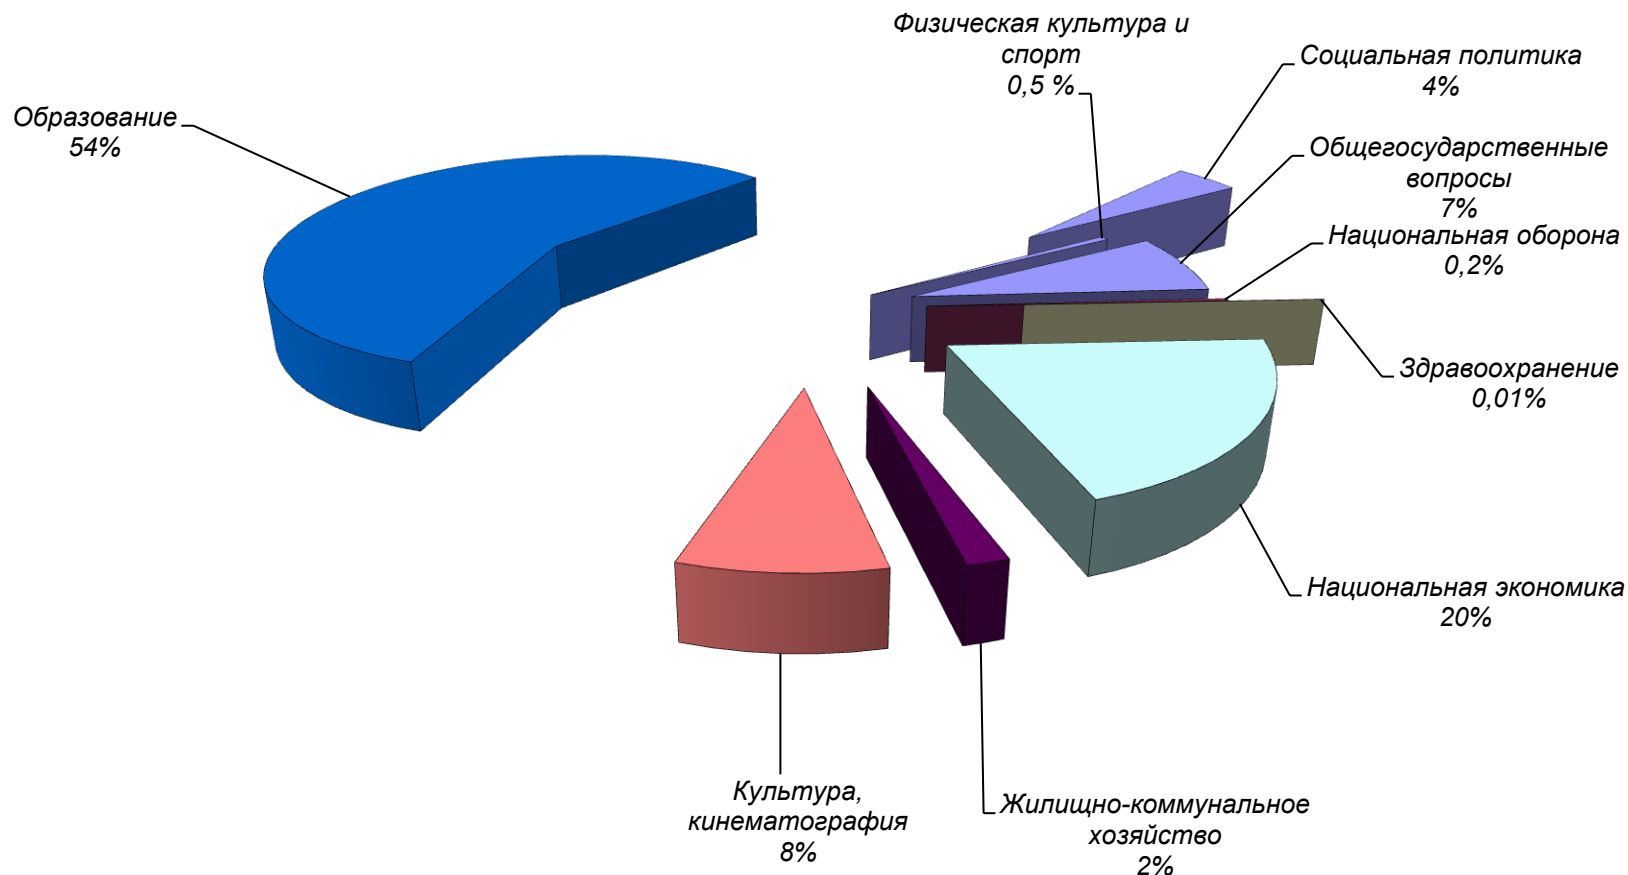 Физическая культура и
спорт
0,5 %
Социальная политика
4%
Образование
54%
Общегосударственные
вопросы
7%
Национальная оборона
0,2%
Здравоохранение
0,01%
Национальная экономика
20%
Культура,
кинематография
8%
Жилищно-коммунальное
хозяйство
2%